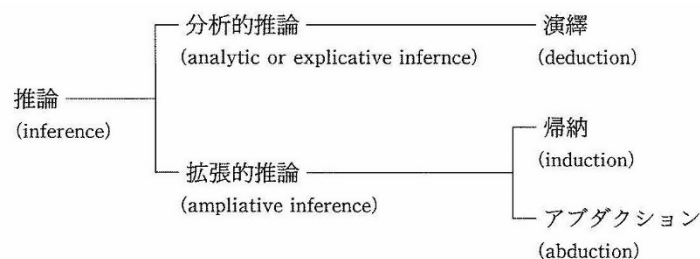 分析的推論
(analytic or explicative infernce)
演繹
(deduction)
推論
(inference)
帰納
(induction)
拡張的推論
(ampliative inference)
アブダクション
(abduction)